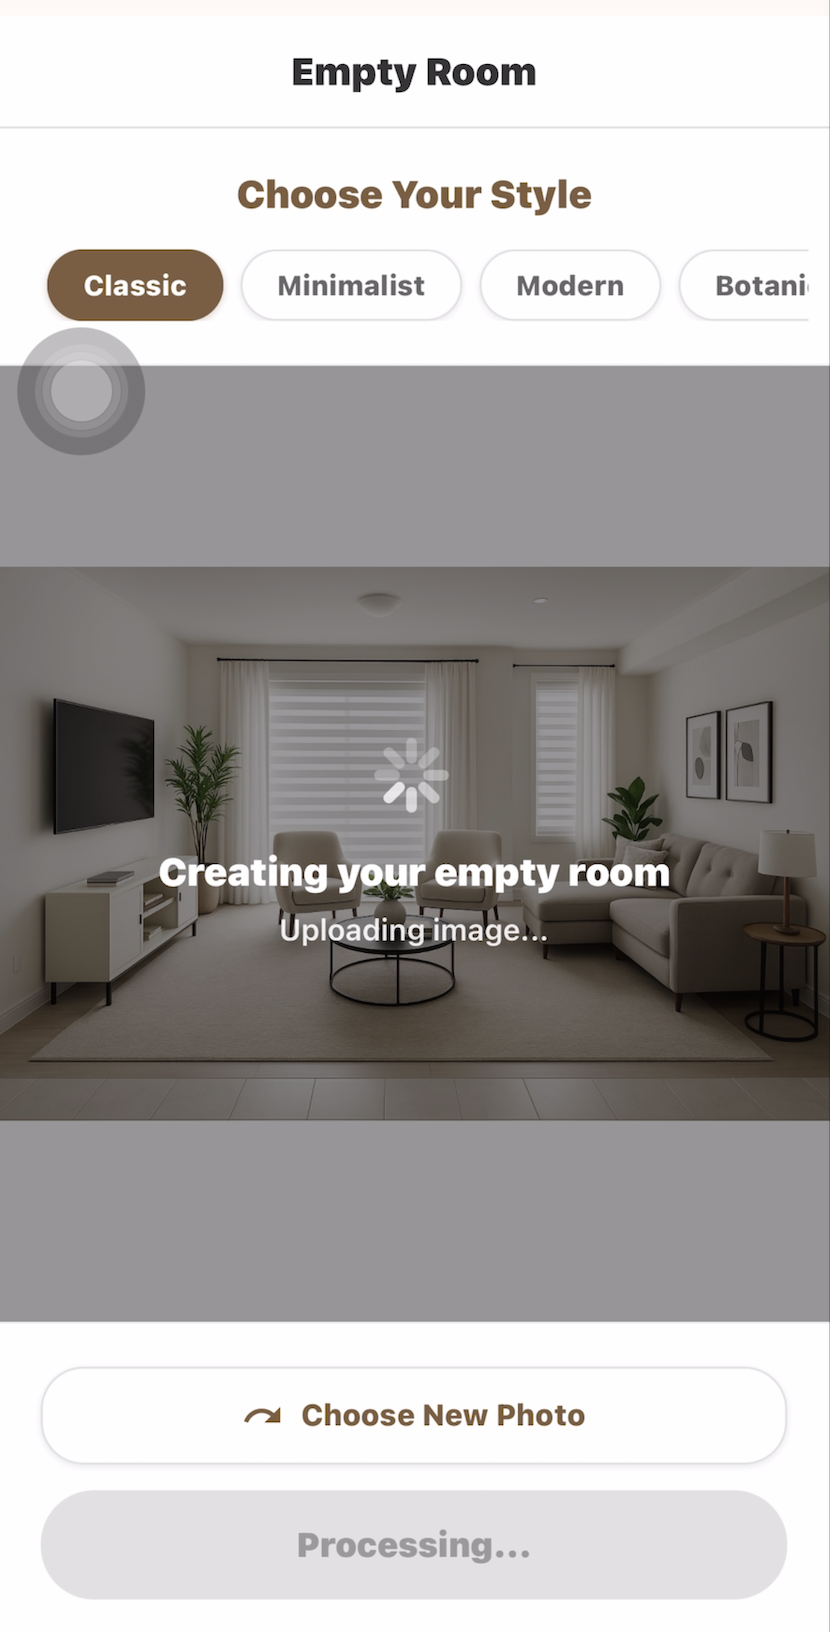 Empty Room
Choose Your Style
Classic Minimalist Modern Botani
Creating your empty room
Uploading image...
Choose New Photo
Processing...